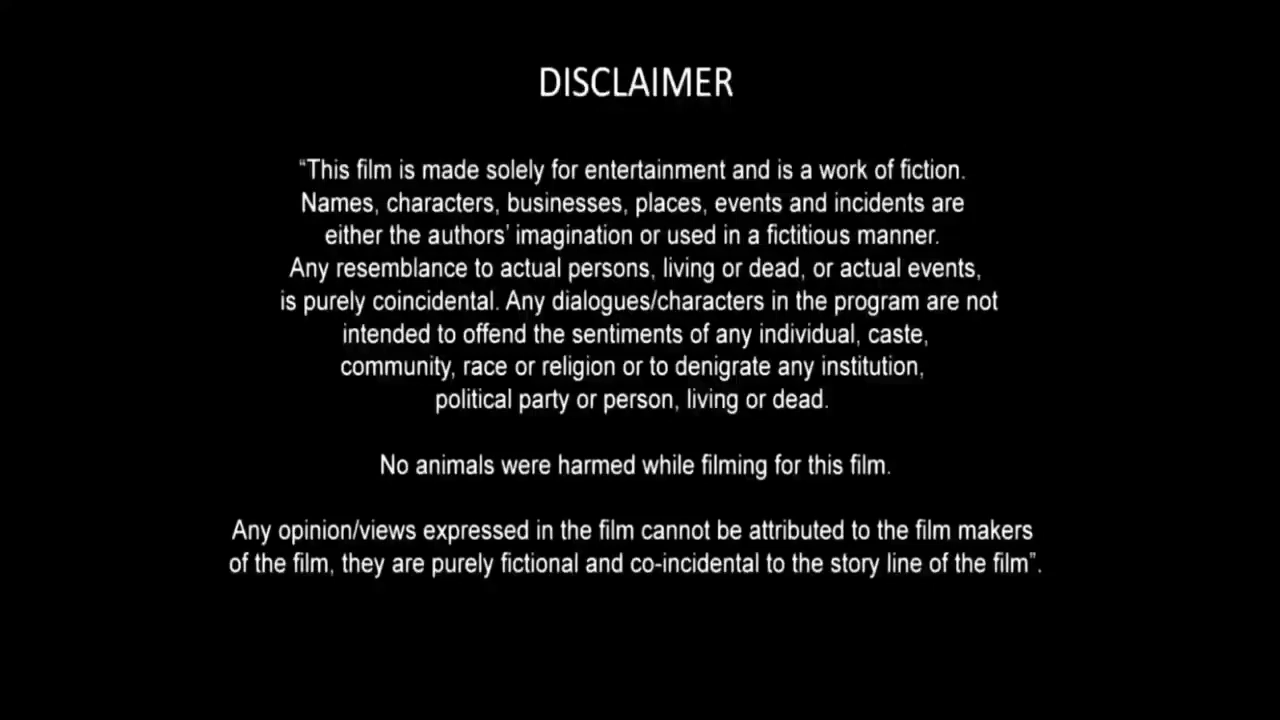 DISCLAIMER
“This film is made solely for entertainment and is a work of fiction.
Names, characters, businesses, places, events and incidents are
either the authors’ imagination or used in a fictitious manner.
Any resemblance to actual persons, living or dead, or actual events,
is purely coincidental. Any dialogues/characters in the program are not
intended to offend the sentiments of any individual, caste,
community, race or religion or to denigrate any institution,
political party or person, living or dead.
No animals were harmed while filming for this film.
Any opinion/views expressed in the film cannot be attributed to the film makers
of the film, they are purely fictional and co-incidental to the story line of the film”.